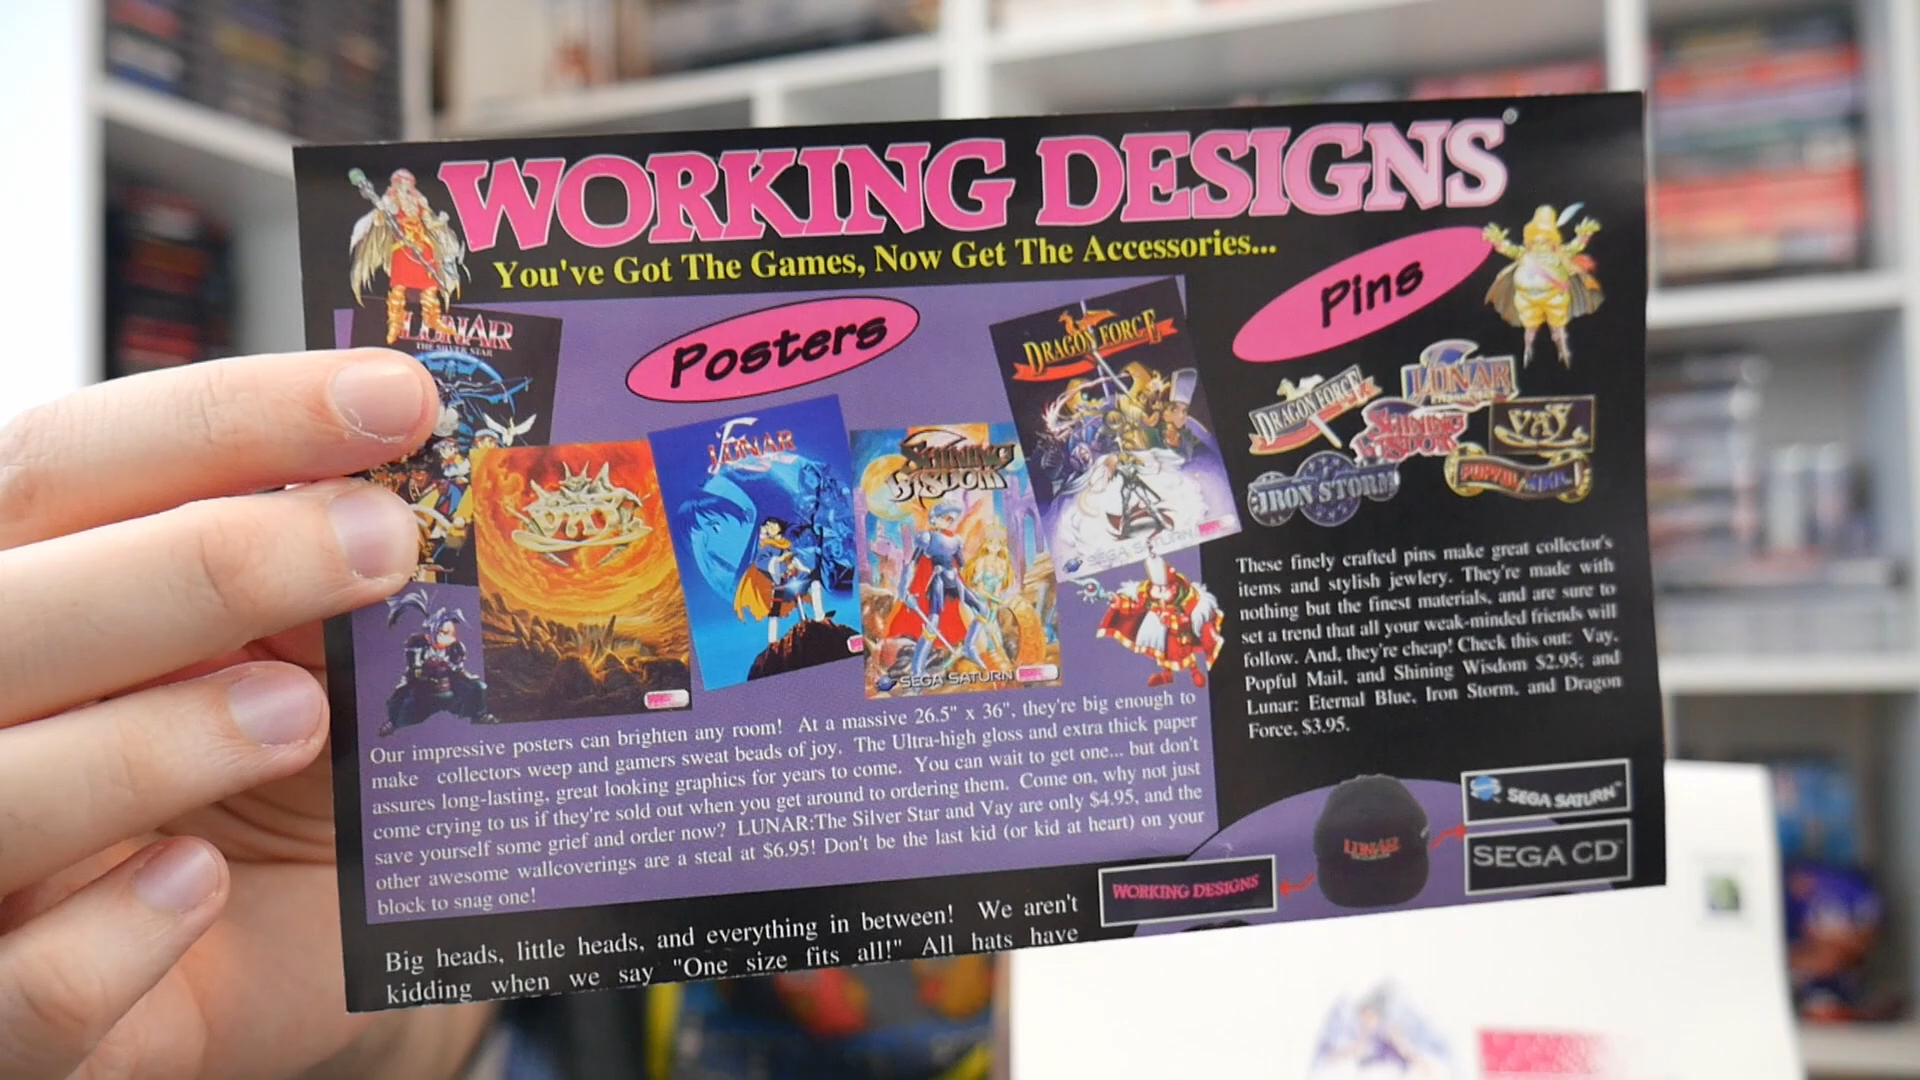 WORKING DESIGNS®
You've Got The Games, Now Get The Accessories...
Posters
Pins
LUNAR
THE SILVER STAR
VAY
LUNAR
SHINING WISDOM
SEGA SATURN
DRAGON FORCE
SEGA SATURN
DRAGON FORCE
LUNAR
SHINING WISDOM
VAY
IRON STORM
POPFUL MAIL
Our impressive posters can brighten any room! At a massive 26.5" x 36", they're big enough to
make collectors weep and gamers sweat beads of joy. The Ultra-high gloss and extra thick paper
assures long-lasting, great looking graphics for years to come. You can wait to get one... but don't
come crying to us if they're sold out when you get around to ordering them. Come on, why not just
save yourself some grief and order now? LUNAR:The Silver Star and Vay are only $4.95, and the
other awesome wallcoverings are a steal at $6.95! Don't be the last kid (or kid at heart) on your
block to snag one!
These finely crafted pins make great collector's
items and stylish jewlery. They're made with
nothing but the finest materials, and are sure to
set a trend that all your weak-minded friends will
follow. And, they're cheap! Check this out: Vay,
Popful Mail, and Shining Wisdom $2.95; and
Lunar: Eternal Blue, Iron Storm, and Dragon
Force, $3.95.
Big heads, little heads, and everything in between! We aren't
kidding when we say "One size fits all!" All hats have
WORKING DESIGNS
LUNAR
SEGA SATURN™
SEGA CD™